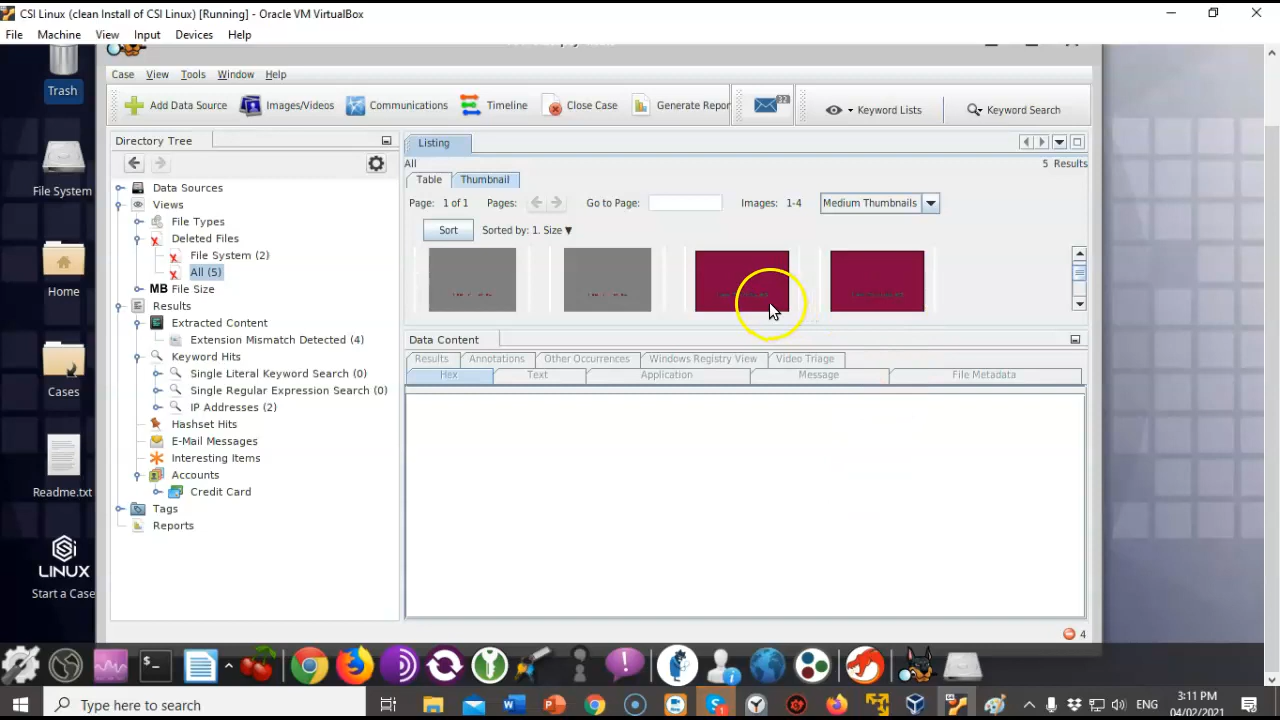 CSI Linux (clean Install of CSI Linux) [Running] - Oracle VM VirtualBox
File Machine View Input Devices Help
Trash
File System
Home
Cases
Readme.txt
LINUX
Start a Case
Case View Tools Window Help
Add Data Source Images/Videos Communications Timeline Close Case Generate Repor 22 Keyword Lists Keyword Search
Directory Tree
Data Sources
Views
File Types
Deleted Files
File System (2)
All (5)
MB File Size
Results
Extracted Content
Extension Mismatch Detected (4)
Keyword Hits
Single Literal Keyword Search (0)
Single Regular Expression Search (0)
IP Addresses (2)
Hashset Hits
E-Mail Messages
Interesting Items
Accounts
Credit Card
Tags
Reports
Listing
All 5 Results
Table Thumbnail
Page: 1 of 1 Pages: Go to Page: Images: 1-4 Medium Thumbnails
Sort Sorted by: 1. Size ▼
Data Content
Results Annotations Other Occurrences Windows Registry View Video Triage
Hex Text Application Message File Metadata
4
Type here to search
ENG
3:11 PM
04/02/2021